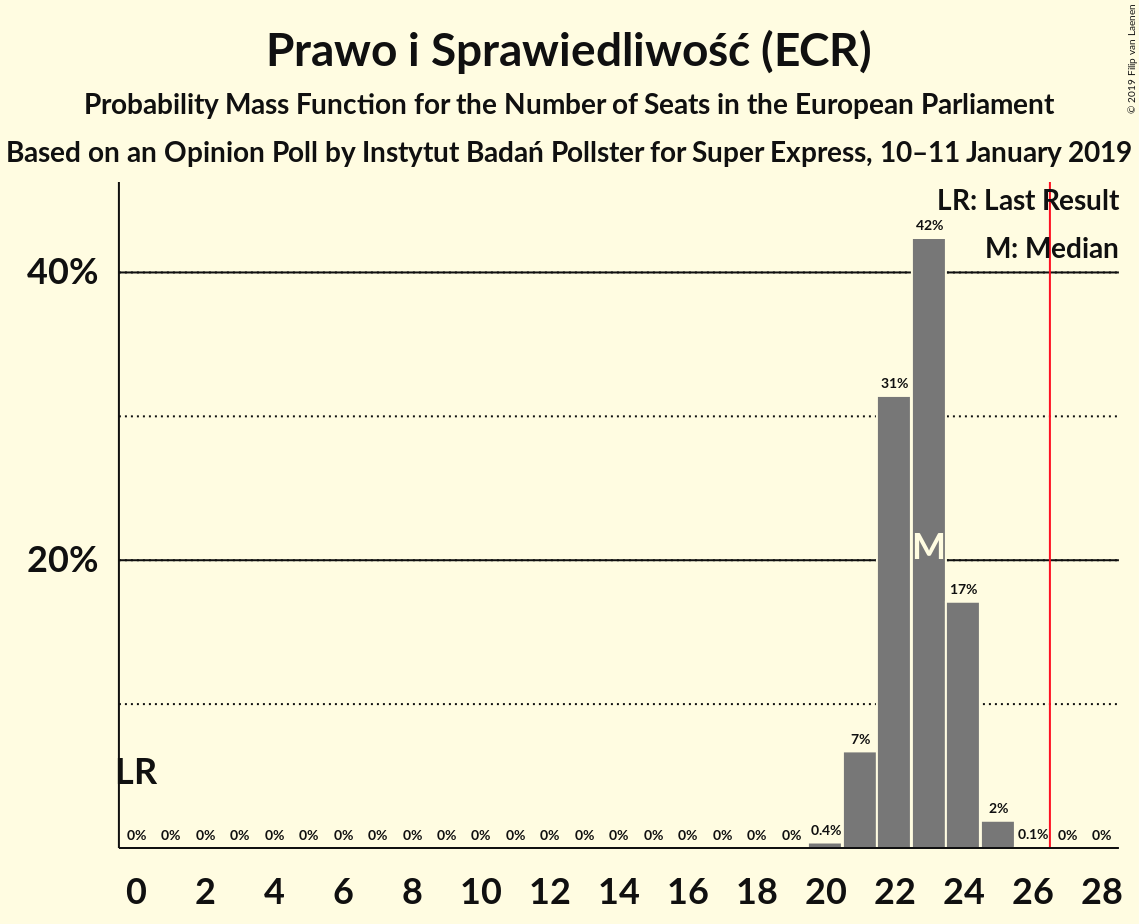 Prawo i Sprawiedliwość (ECR)
Probability Mass Function for the Number of Seats in the European Parliament
Based on an Opinion Poll by Instytut Badań Pollster for Super Express, 10–11 January 2019
© 2019 Filip van Laenen
LR: Last Result
M: Median
42%
40%
31%
M
20%
17%
7%
LR
2%
0% 0% 0% 0% 0% 0% 0% 0% 0% 0% 0% 0% 0% 0% 0% 0% 0% 0% 0% 0% 0.4% 0.1% 0% 0%
0 2 4 6 8 10 12 14 16 18 20 22 24 26 28